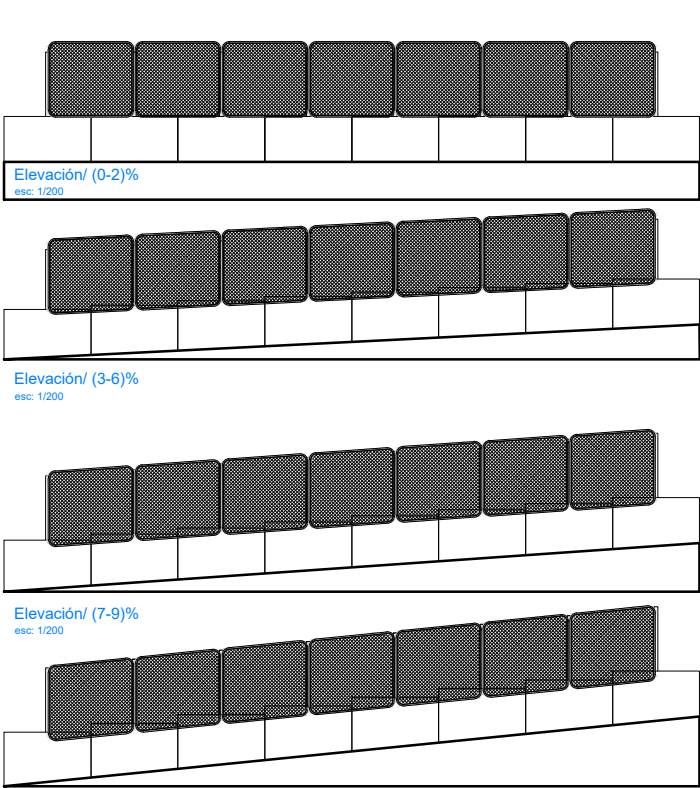 Elevación/ (0-2)%
esc: 1/200
Elevación/ (3-6)%
esc: 1/200
Elevación/ (7-9)%
esc: 1/200